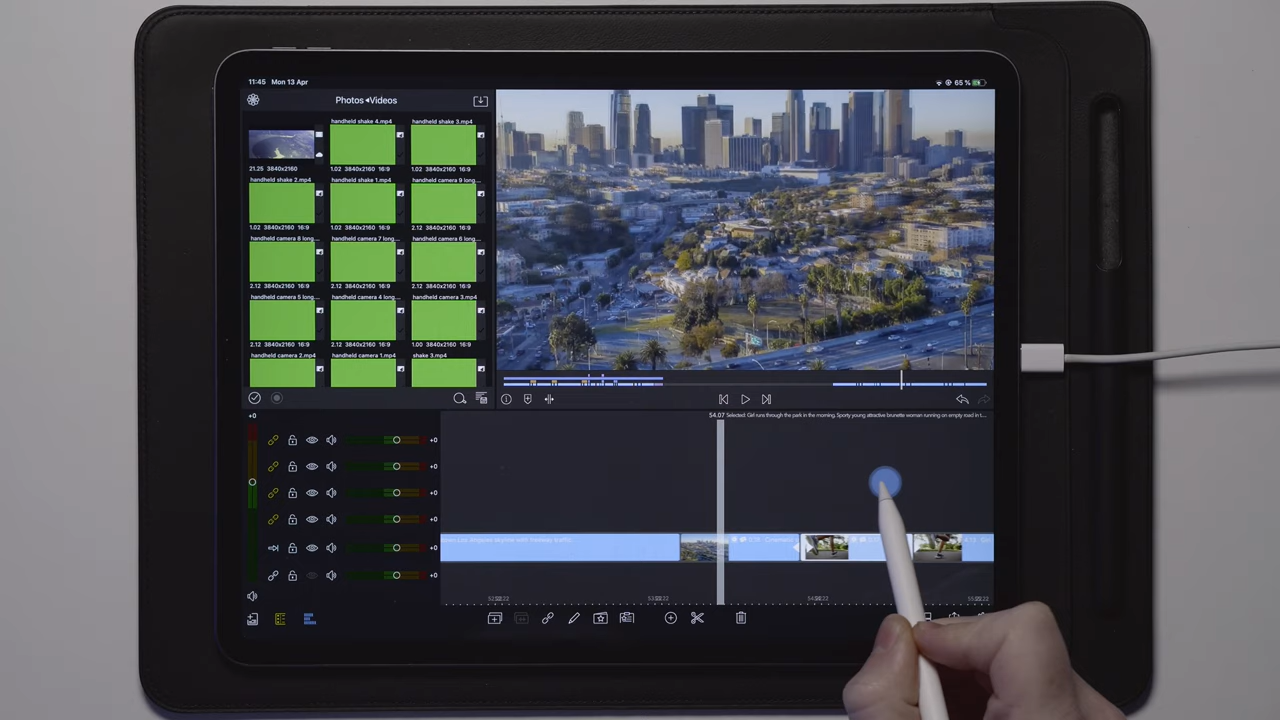 11:45 Mon 13 Apr
65 %
Photos◂Videos
handheld shake 4.mp4
handheld shake 3.mp4
21.25 3840x2160
1.02 3840x2160 16:9
1.02 3840x2160 16:9
handheld shake 2.mp4
handheld shake 1.mp4
handheld camera 9 long...
1.02 3840x2160 16:9
1.02 3840x2160 16:9
2.12 3840x2160 16:9
handheld camera 8 long...
handheld camera 7 long...
handheld camera 6 long...
2.12 3840x2160 16:9
2.12 3840x2160 16:9
2.12 3840x2160 16:9
handheld camera 5 long...
handheld camera 4 long...
handheld camera 3.mp4
2.12 3840x2160 16:9
2.12 3840x2160 16:9
1.00 3840x2160 16:9
handheld camera 2.mp4
handheld camera 1.mp4
shake 3.mp4
+0
54.07 Selected: Girl runs through the park in the morning. Sporty young attractive brunette woman running on empty road in t...
+0
+0
+0
+0
+0
+0